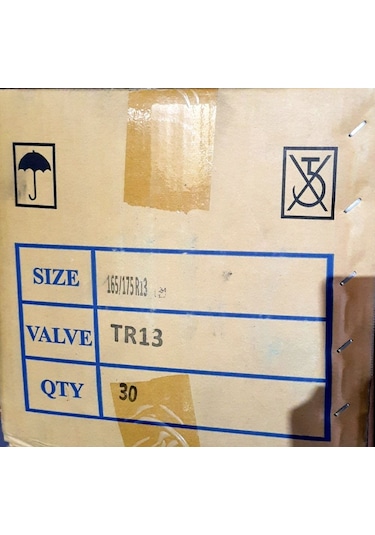 SIZE 165/175 R13
VALVE TR13
QTY 30